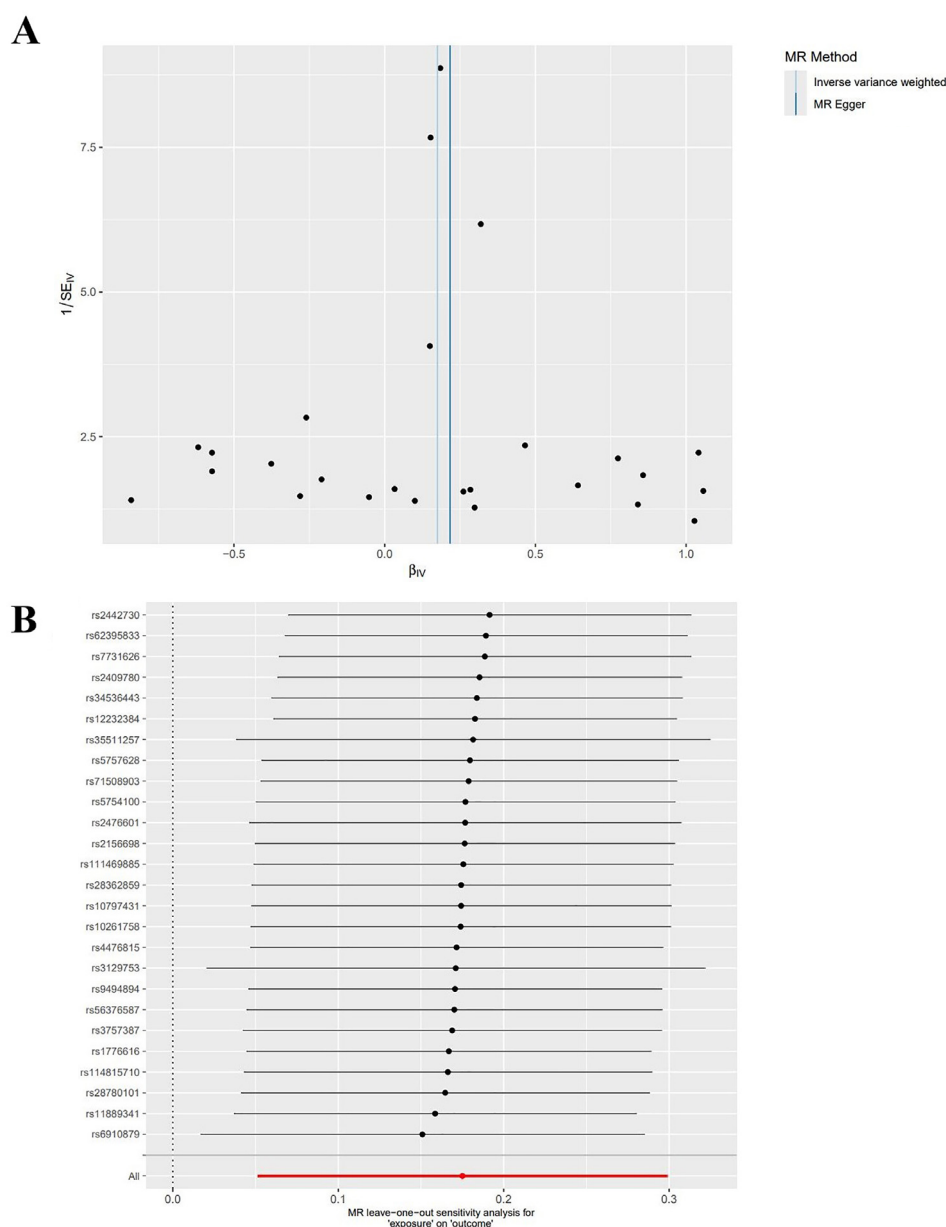 A
MR Method
Inverse variance weighted
MR Egger
7.5
5.0
2.5
1/SE_IV
−0.5
0.0
0.5
1.0
β_IV
B
rs2442730
rs62395833
rs7731626
rs2409780
rs34536443
rs12232384
rs35511257
rs5757628
rs71508903
rs5754100
rs2476601
rs2156698
rs111469885
rs28362859
rs10797431
rs10261758
rs4476815
rs3129753
rs9494894
rs56376587
rs3757387
rs1776616
rs114815710
rs28780101
rs11889341
rs6910879
All
0.0
0.1
0.2
0.3
MR leave−one−out sensitivity analysis for
'exposure' on 'outcome'